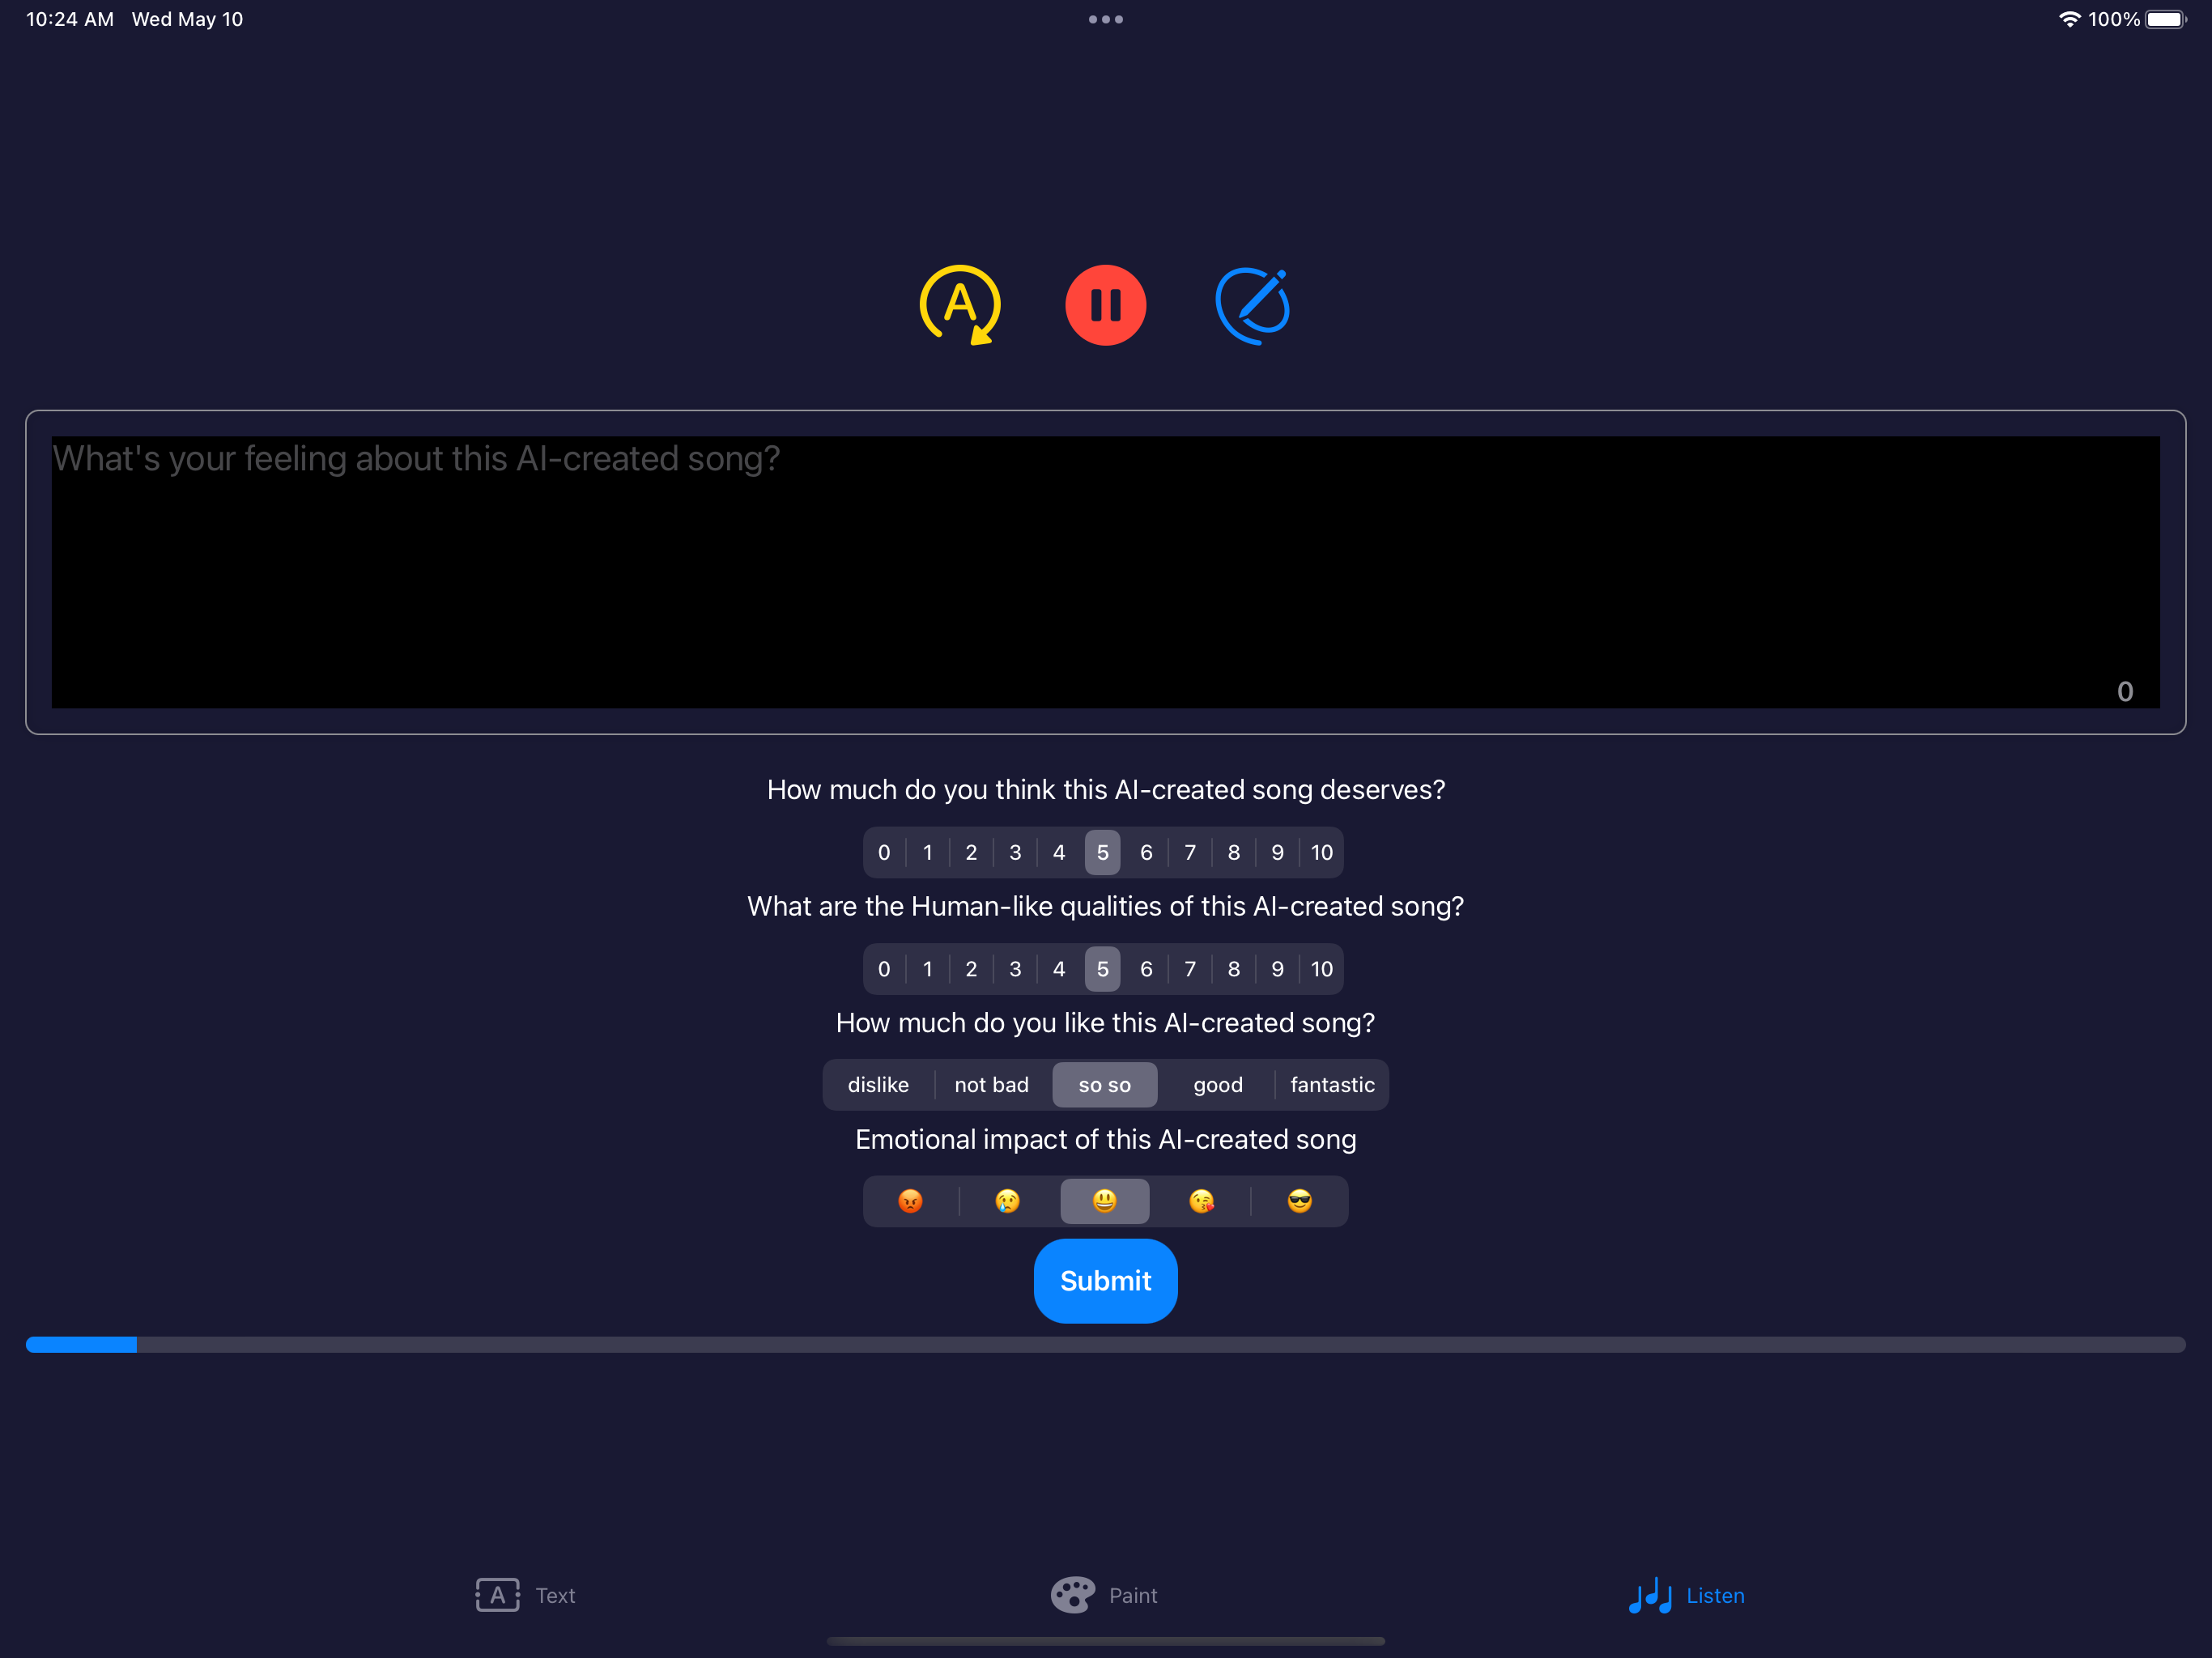 10:24 AM Wed May 10 100%
A
What's your feeling about this AI-created song?
0
How much do you think this AI-created song deserves?
0 1 2 3 4 5 6 7 8 9 10
What are the Human-like qualities of this AI-created song?
0 1 2 3 4 5 6 7 8 9 10
How much do you like this AI-created song?
dislike not bad so so good fantastic
Emotional impact of this AI-created song
😡 😢 😃 😘 😎
Submit
A Text Paint Listen